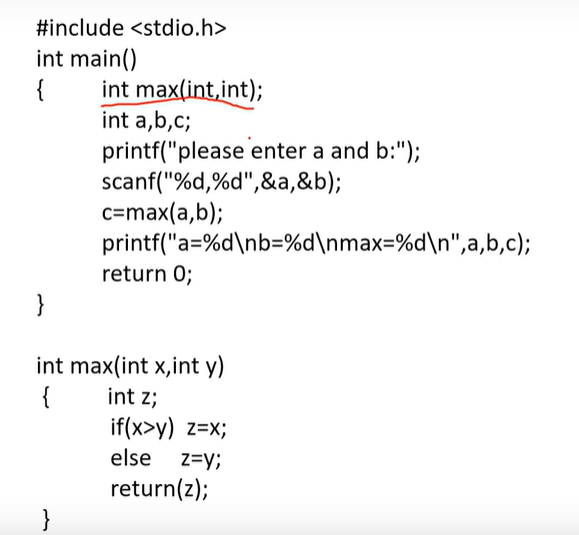 #include <stdio.h>
int main()
{ int max(int,int);
int a,b,c;
printf("please enter a and b:");
scanf("%d,%d",&a,&b);
c=max(a,b);
printf("a=%d\nb=%d\nmax=%d\n",a,b,c);
return 0;
}
int max(int x,int y)
{ int z;
if(x>y) z=x;
else z=y;
return(z);
}